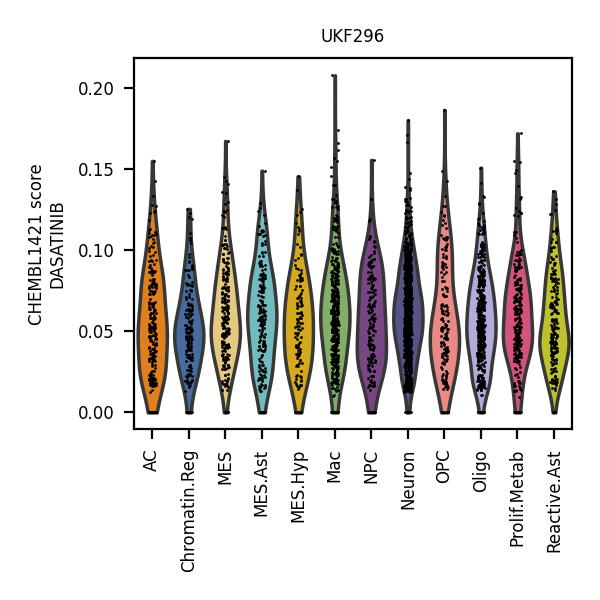 UKF296
CHEMBL1421 score
DASATINIB
0.20
0.15
0.10
0.05
0.00
AC
Chromatin.Reg
MES
MES.Ast
MES.Hyp
Mac
NPC
Neuron
OPC
Oligo
Prolif.Metab
Reactive.Ast